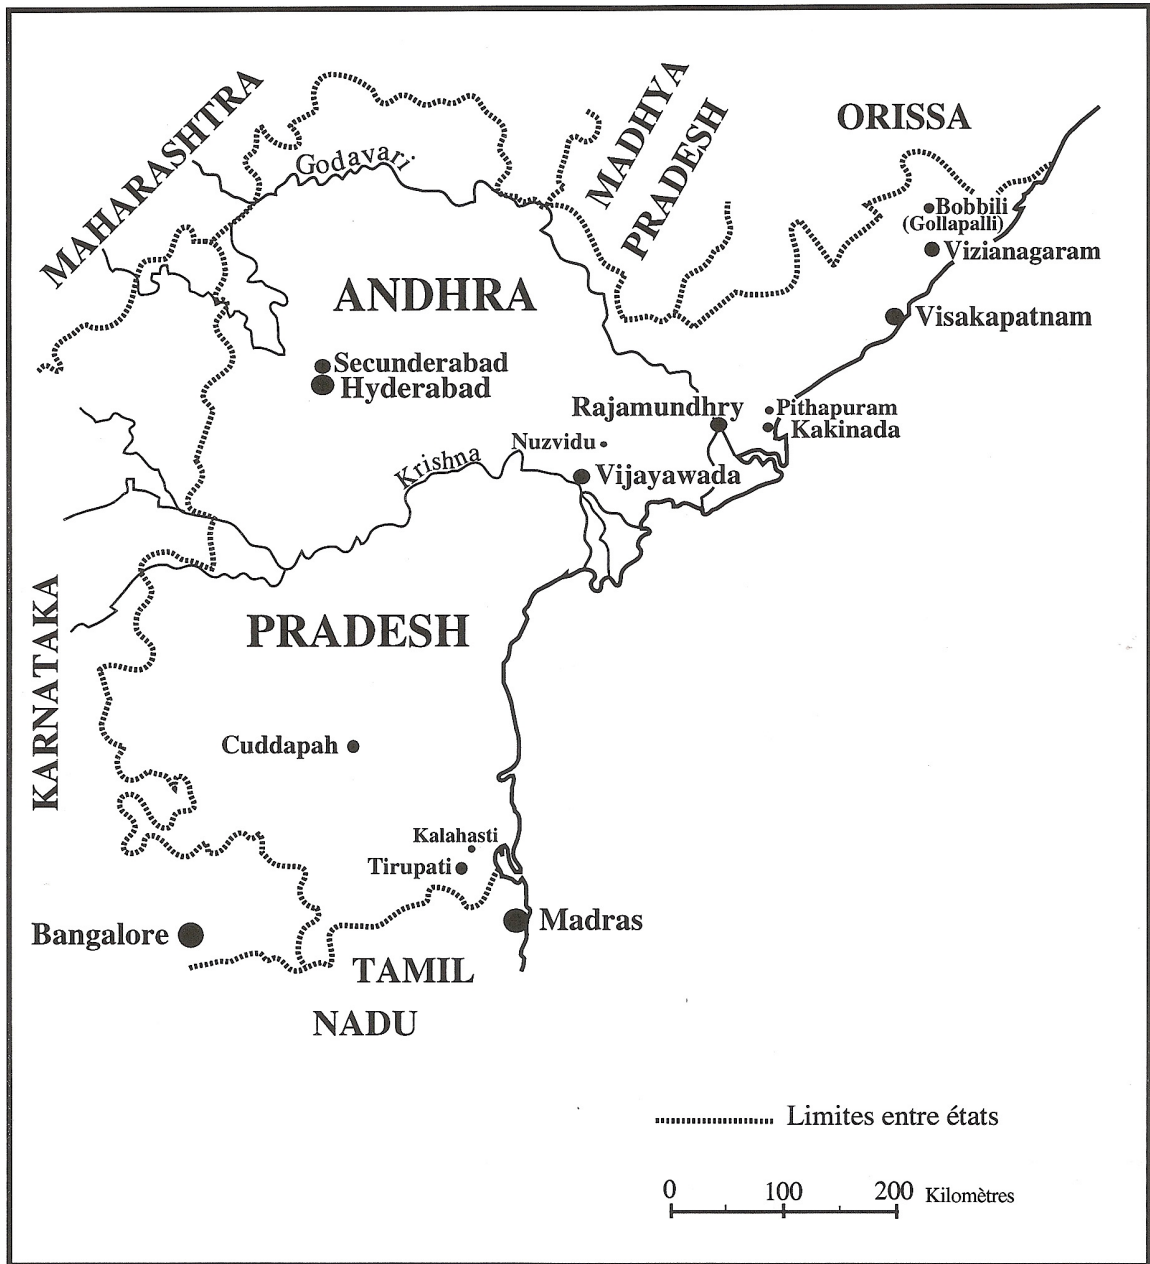 MAHARASHTRA
Godavari
MADHYA
PRADESH
ORISSA
Bobbili
(Gollapalli)
Vizianagaram
ANDHRA
Visakapatnam
Secunderabad
Hyderabad
Rajamundhry
Pithapuram
Kakinada
Nuzvidu
Krishna
Vijayawada
KARNATAKA
PRADESH
Cuddapah
Kalahasti
Tirupati
Bangalore
Madras
TAMIL
NADU
Limites entre états
0 100 200 Kilomètres